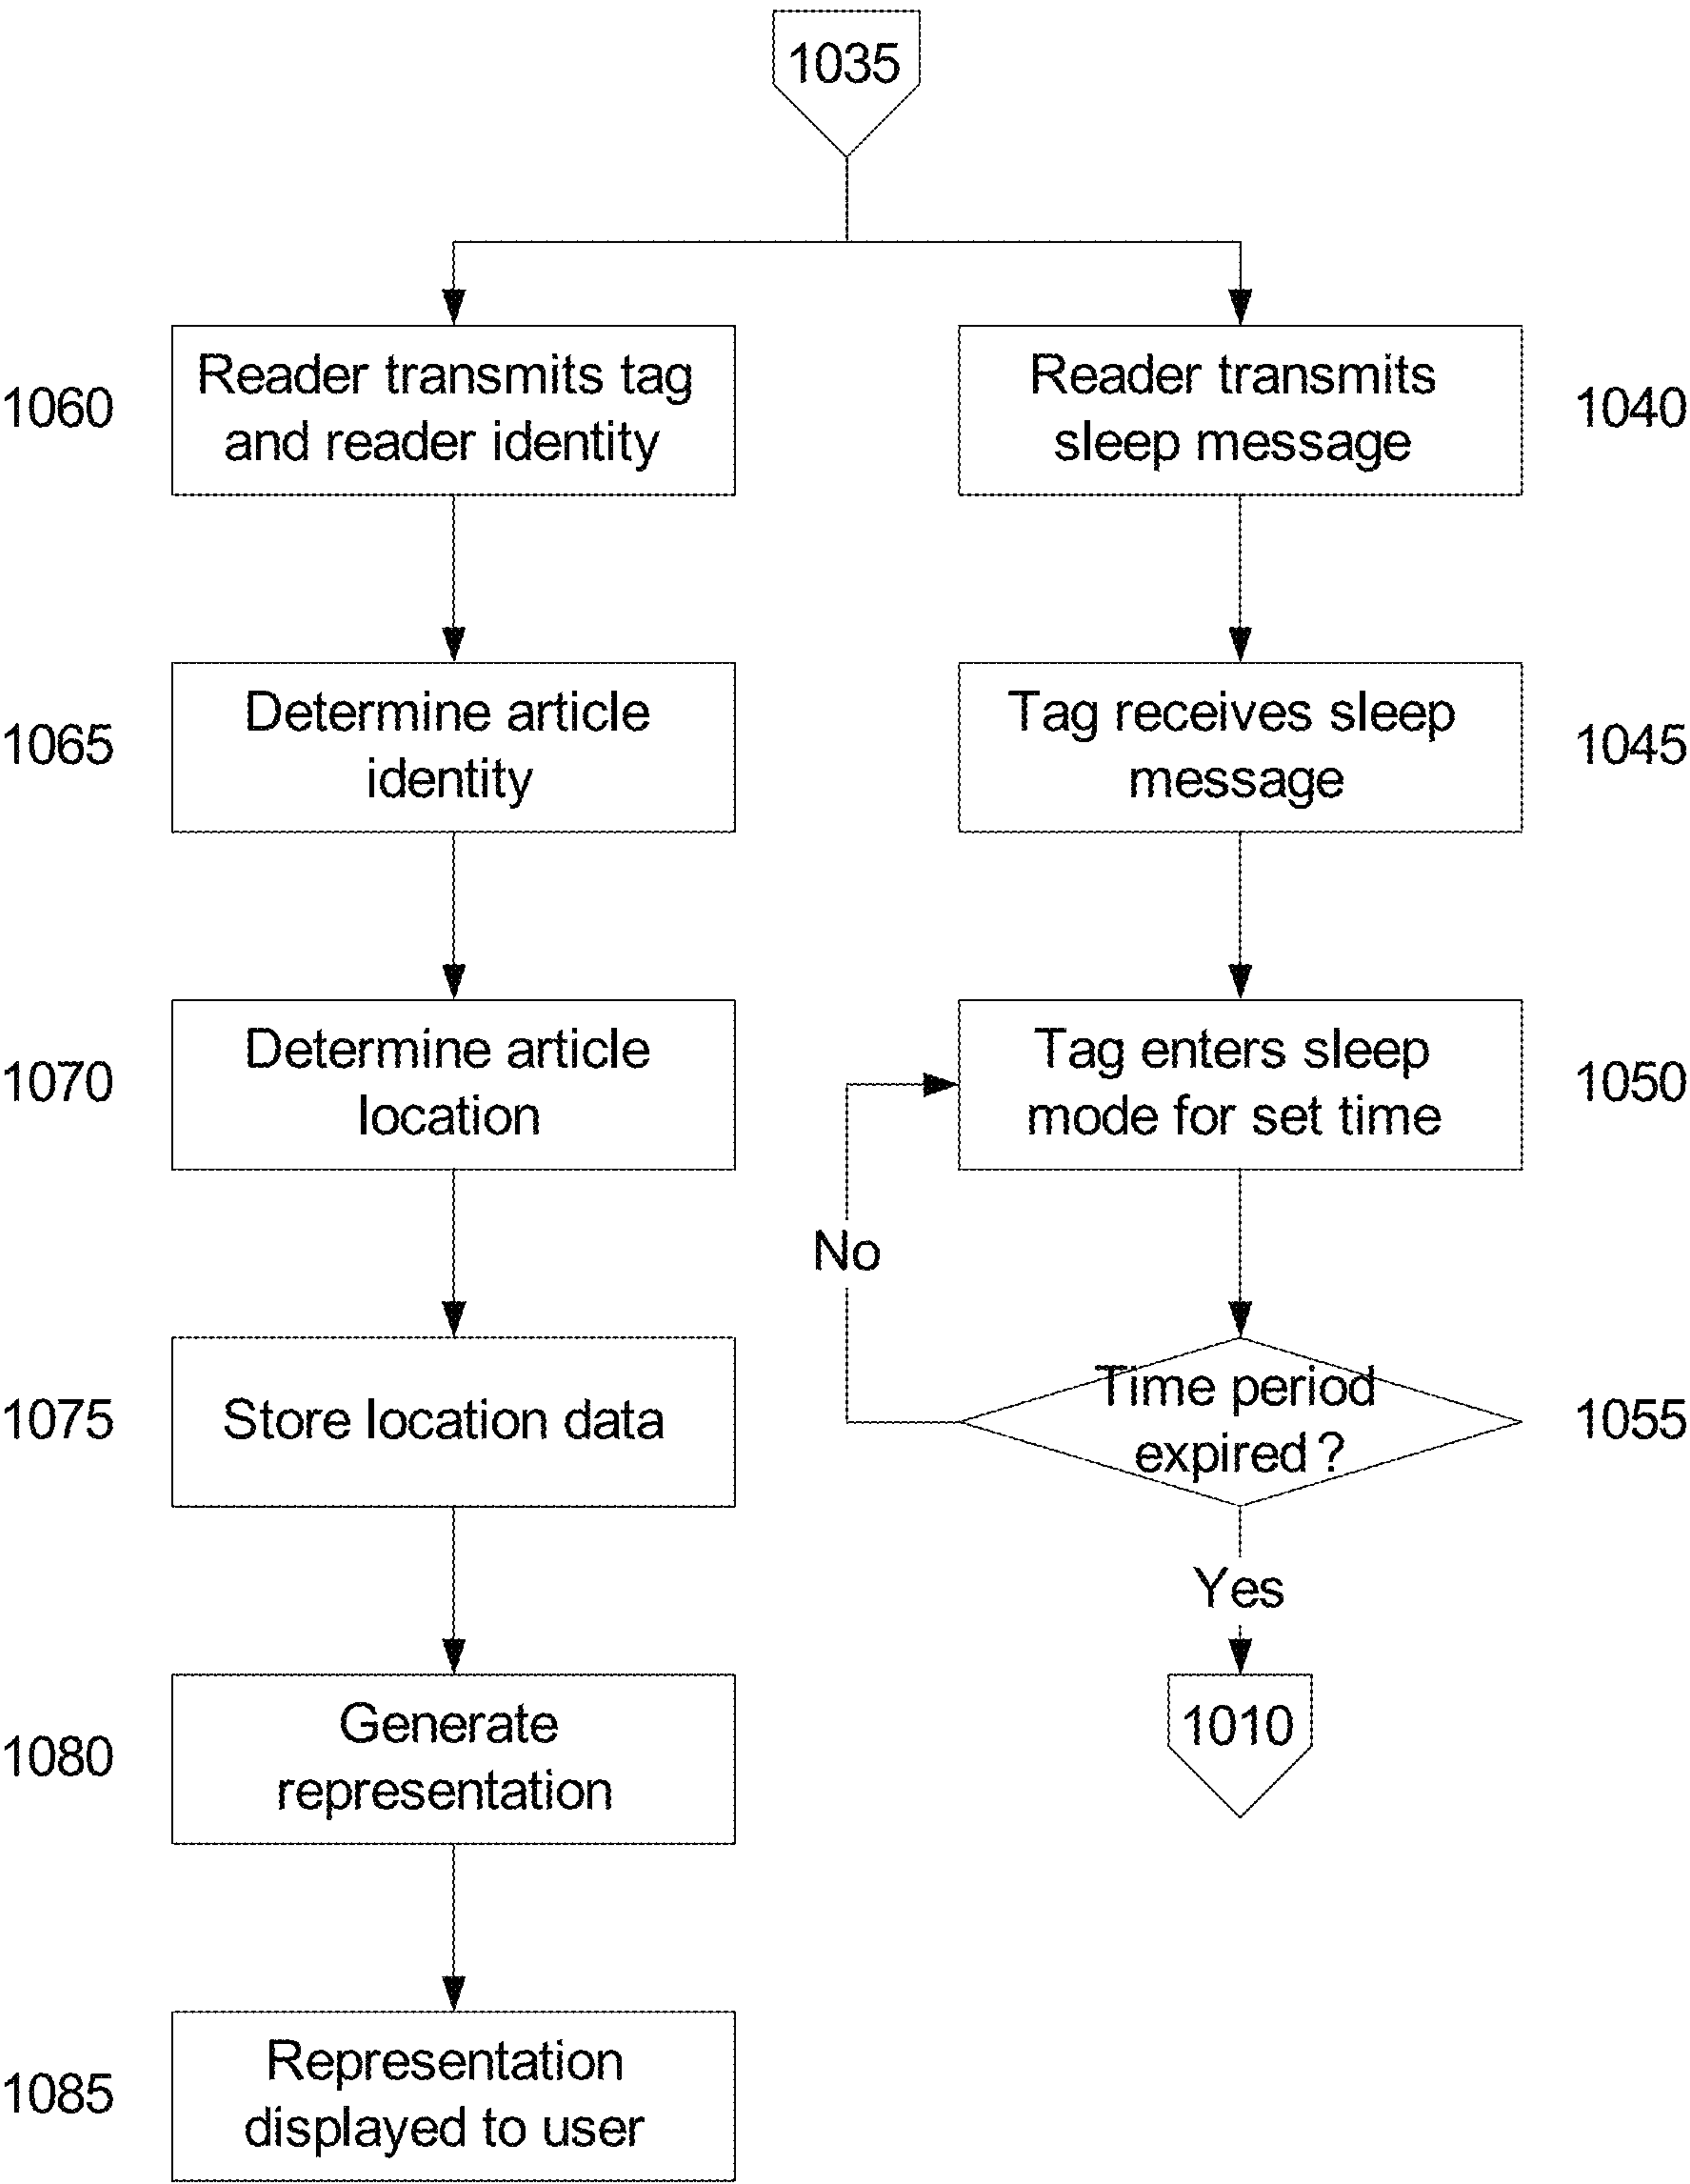 1035
1060
Reader transmits tag
and reader identity
Reader transmits
sleep message
1040
1065
Determine article
identity
Tag receives sleep
message
1045
1070
Determine article
location
Tag enters sleep
mode for set time
1050
No
1075
Store location data
Time period
expired ?
1055
Yes
1080
Generate
representation
1010
1085
Representation
displayed to user